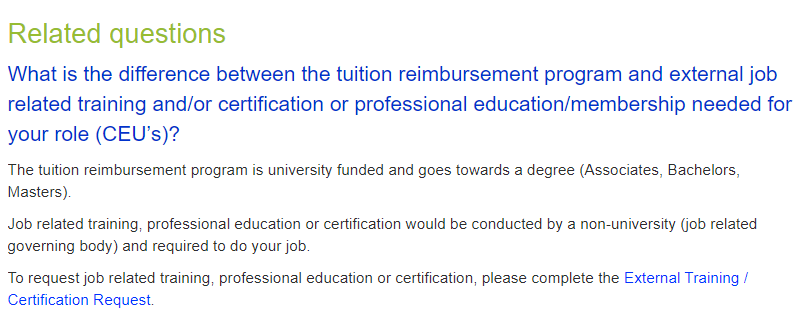 Related questions
What is the difference between the tuition reimbursement program and external job
related training and/or certification or professional education/membership needed for
your role (CEU’s)?
The tuition reimbursement program is university funded and goes towards a degree (Associates, Bachelors,
Masters).
Job related training, professional education or certification would be conducted by a non-university (job related
governing body) and required to do your job.
To request job related training, professional education or certification, please complete the External Training /
Certification Request.